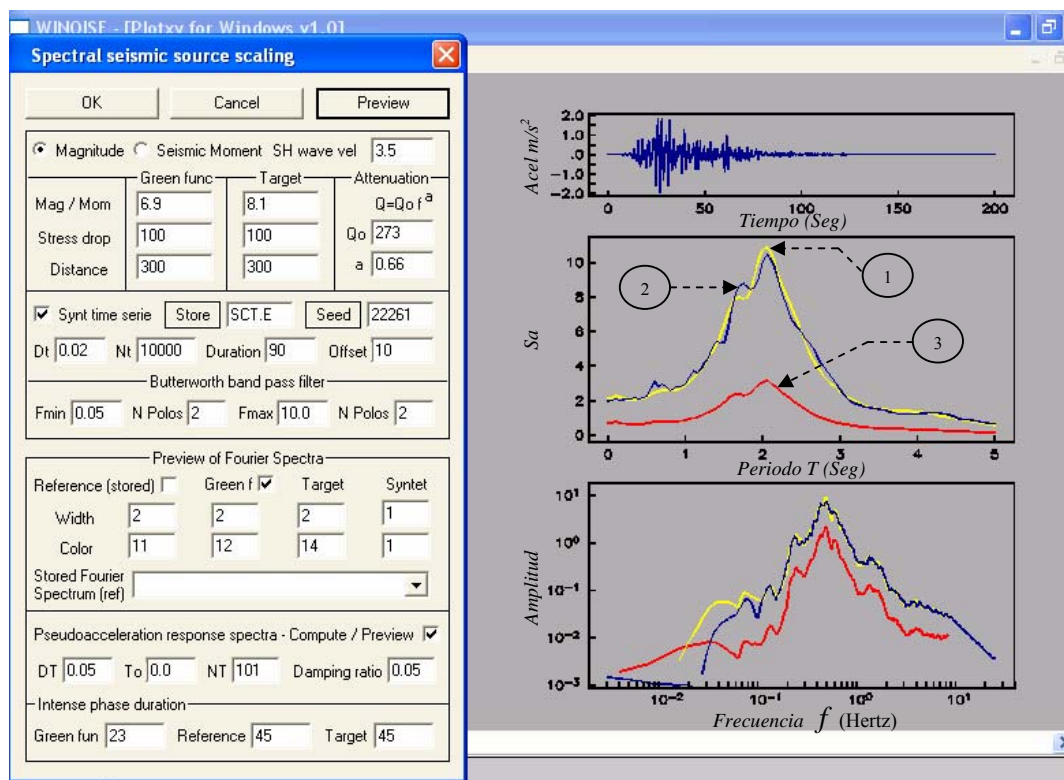 WINOISE - [Plotxy for Windows v1.0]
Spectral seismic source scaling
OK Cancel Preview
Magnitude Seismic Moment SH wave vel 3.5
Green func Target Attenuation
Mag / Mom 6.9 8.1 Q=Qo f a
Stress drop 100 100 Qo 273
Distance 300 300 a 0.66
Synt time serie Store SCT.E Seed 22261
Dt 0.02 Nt 10000 Duration 90 Offset 10
Butterworth band pass filter
Fmin 0.05 N Polos 2 Fmax 10.0 N Polos 2
Preview of Fourier Spectra
Reference (stored) Green f Target Syntet
Width 2 2 2 1
Color 11 12 14 1
Stored Fourier
Spectrum (ref)
Pseudoacceleration response spectra - Compute / Preview
DT 0.05 To 0.0 NT 101 Damping ratio 0.05
Intense phase duration
Green fun 23 Reference 45 Target 45
Acel m/s²
2.0
1.0
.0
-1.0
-2.0
0 50 100 150 200
Tiempo (Seg)
Sa
10
8
6
4
2
0
1
2
3
0 1 2 3 4 5
Periodo T (Seg)
Amplitud
10¹
10⁰
10⁻¹
10⁻²
10⁻³
10⁻² 10⁻¹ 10⁰ 10¹
Frecuencia f (Hertz)